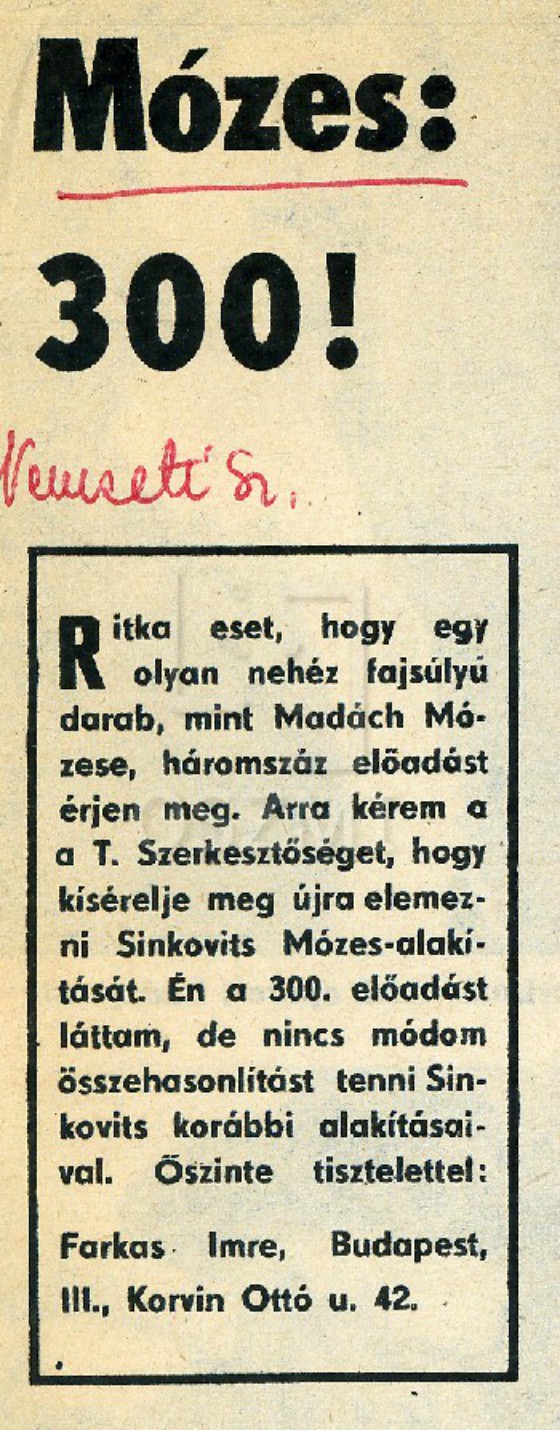 Mózes:
300!
Nemzeti Sz.
Ritka eset, hogy egy
olyan nehéz fajsúlyú
darab, mint Madách Mó-
zese, háromszáz előadást
érjen meg. Arra kérem a
a T. Szerkesztőséget, hogy
kísérelje meg újra elemez-
ni Sinkovits Mózes-alakí-
tását. Én a 300. előadást
láttam, de nincs módom
összehasonlítást tenni Sin-
kovits korábbi alakításai-
val. Őszinte tisztelettel:
Farkas Imre, Budapest,
III., Korvin Ottó u. 42.